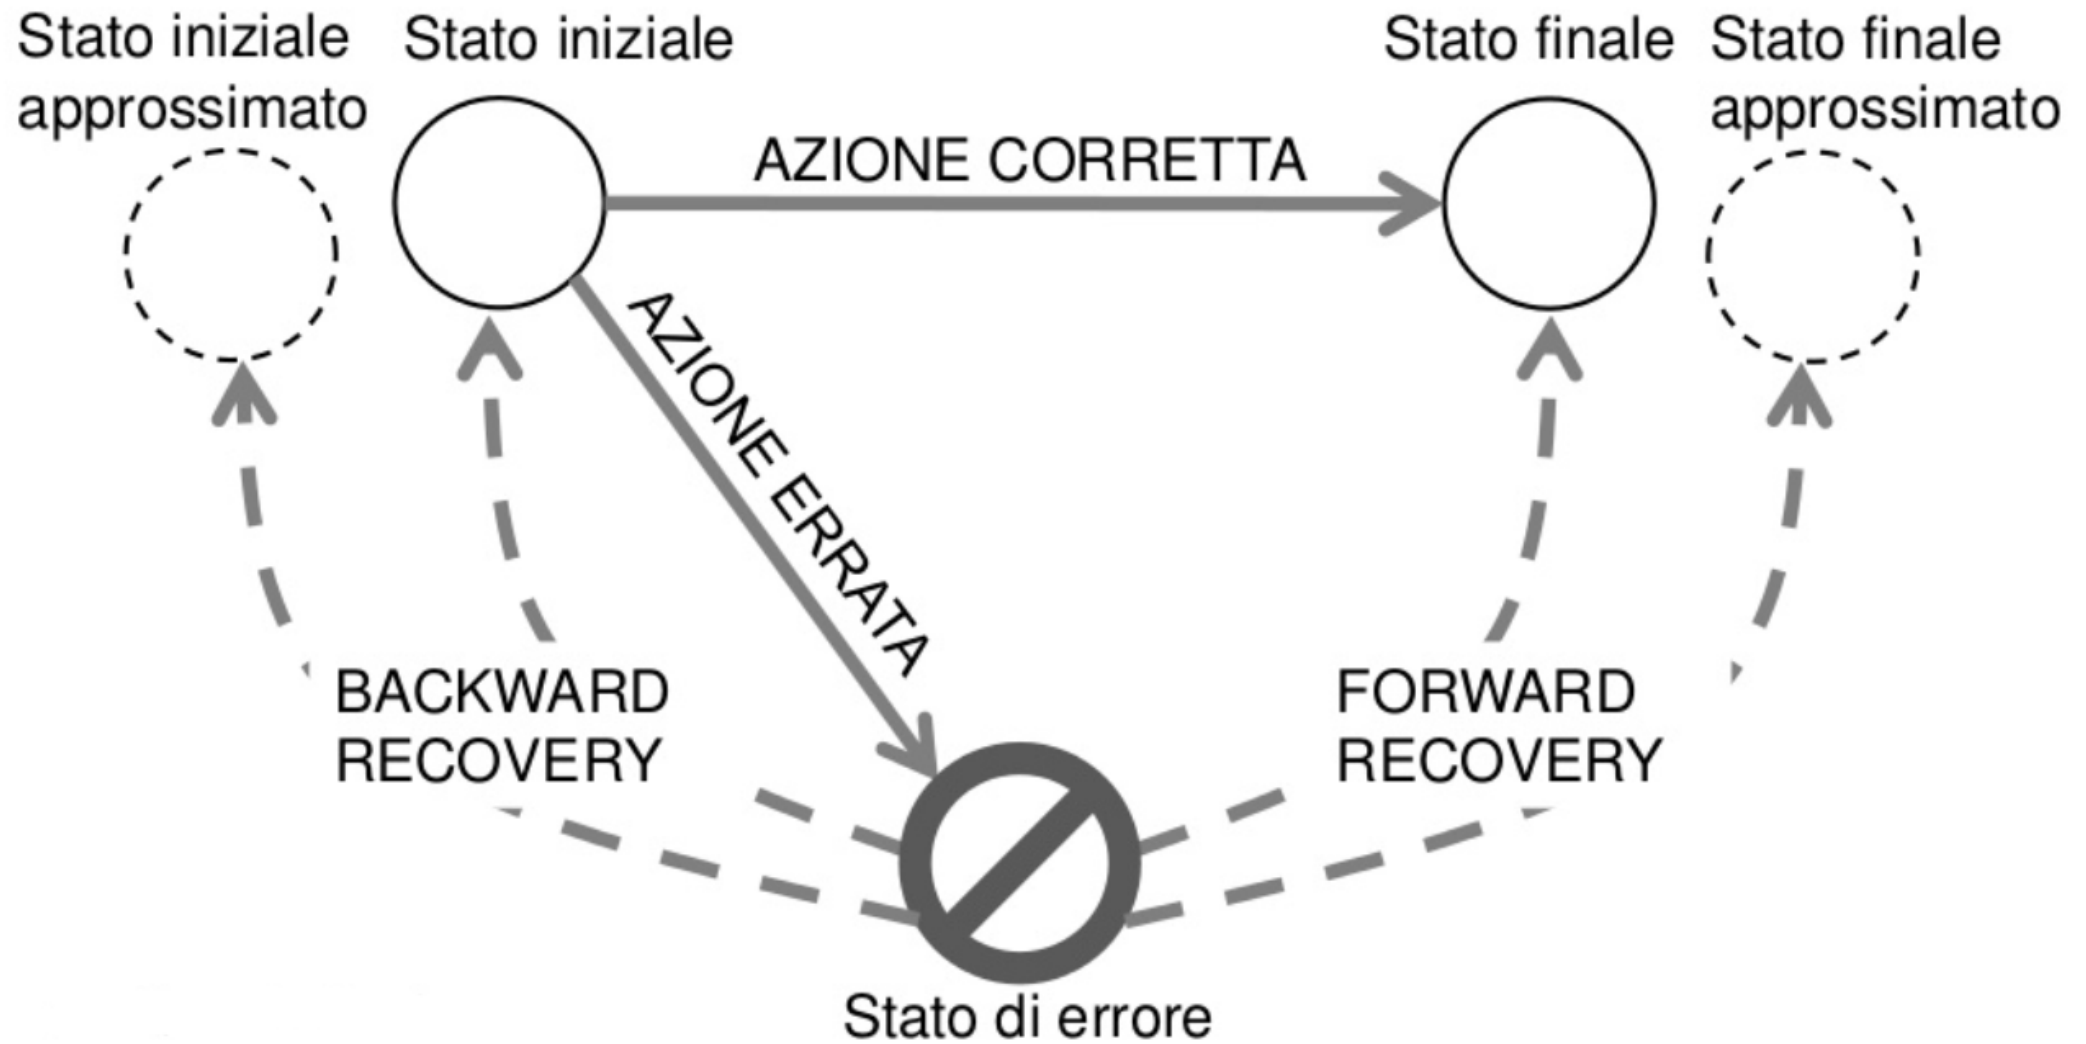 Stato iniziale
approssimato
Stato iniziale
Stato finale
Stato finale
approssimato
AZIONE CORRETTA
AZIONE ERRATA
BACKWARD
RECOVERY
FORWARD
RECOVERY
Stato di errore